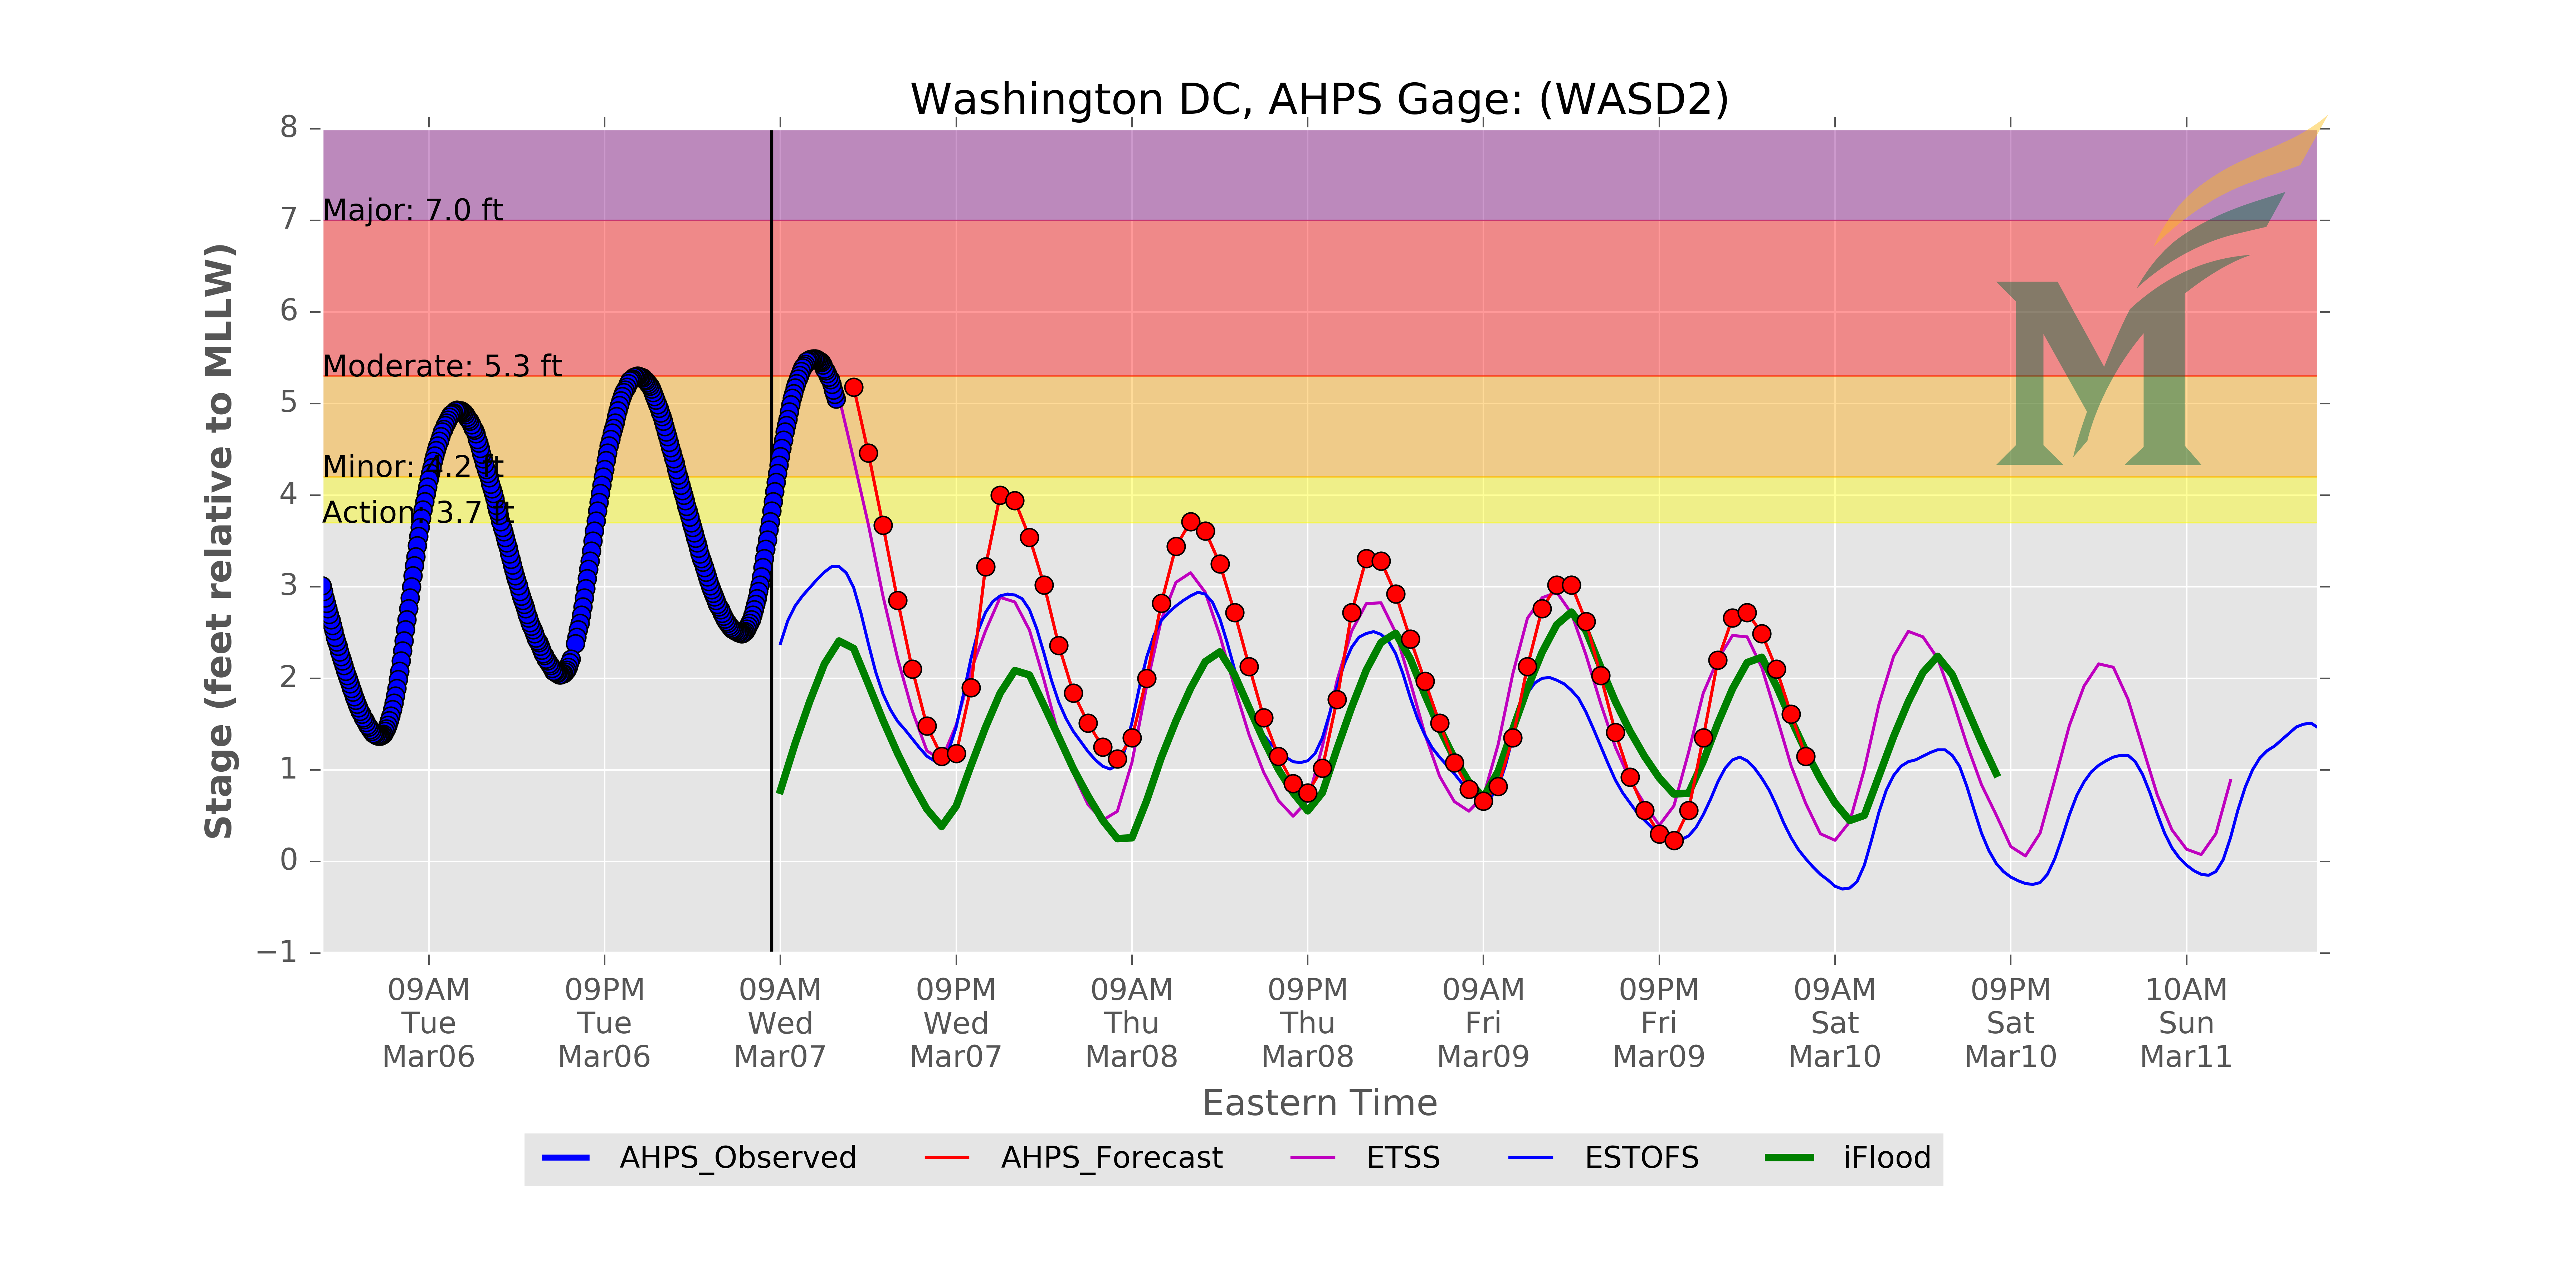 Washington DC, AHPS Gage: (WASD2)
Stage (feet relative to MLLW)
8
7
6
5
4
3
2
1
0
−1
Major: 7.0 ft
Moderate: 5.3 ft
Minor: 4.2 ft
Action: 3.7 ft
M
09AM 09PM 09AM 09PM 09AM 09PM 09AM 09PM 09AM 09PM 10AM
Tue Tue Wed Wed Thu Thu Fri Fri Sat Sat Sun
Mar06 Mar06 Mar07 Mar07 Mar08 Mar08 Mar09 Mar09 Mar10 Mar10 Mar11
Eastern Time
AHPS_Observed AHPS_Forecast ETSS ESTOFS iFlood